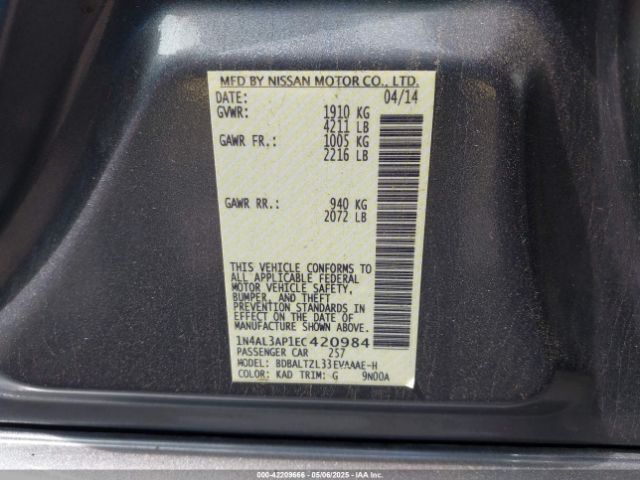 MFD BY NISSAN MOTOR CO., LTD.
DATE: 04/14
GVWR: 1910 KG
4211 LB
GAWR FR.: 1005 KG
2216 LB
GAWR RR.: 940 KG
2072 LB
THIS VEHICLE CONFORMS TO
ALL APPLICABLE FEDERAL
MOTOR VEHICLE SAFETY,
BUMPER, AND THEFT
PREVENTION STANDARDS IN
EFFECT ON THE DATE OF
MANUFACTURE SHOWN ABOVE.
1N4AL3AP1EC420984
PASSENGER CAR 2S7
MODEL: BDBALTZL33EVAAAE-H
COLOR: KAD TRIM: G 9N00A
000-42209666 - 05/06/2025 - IAA, Inc.